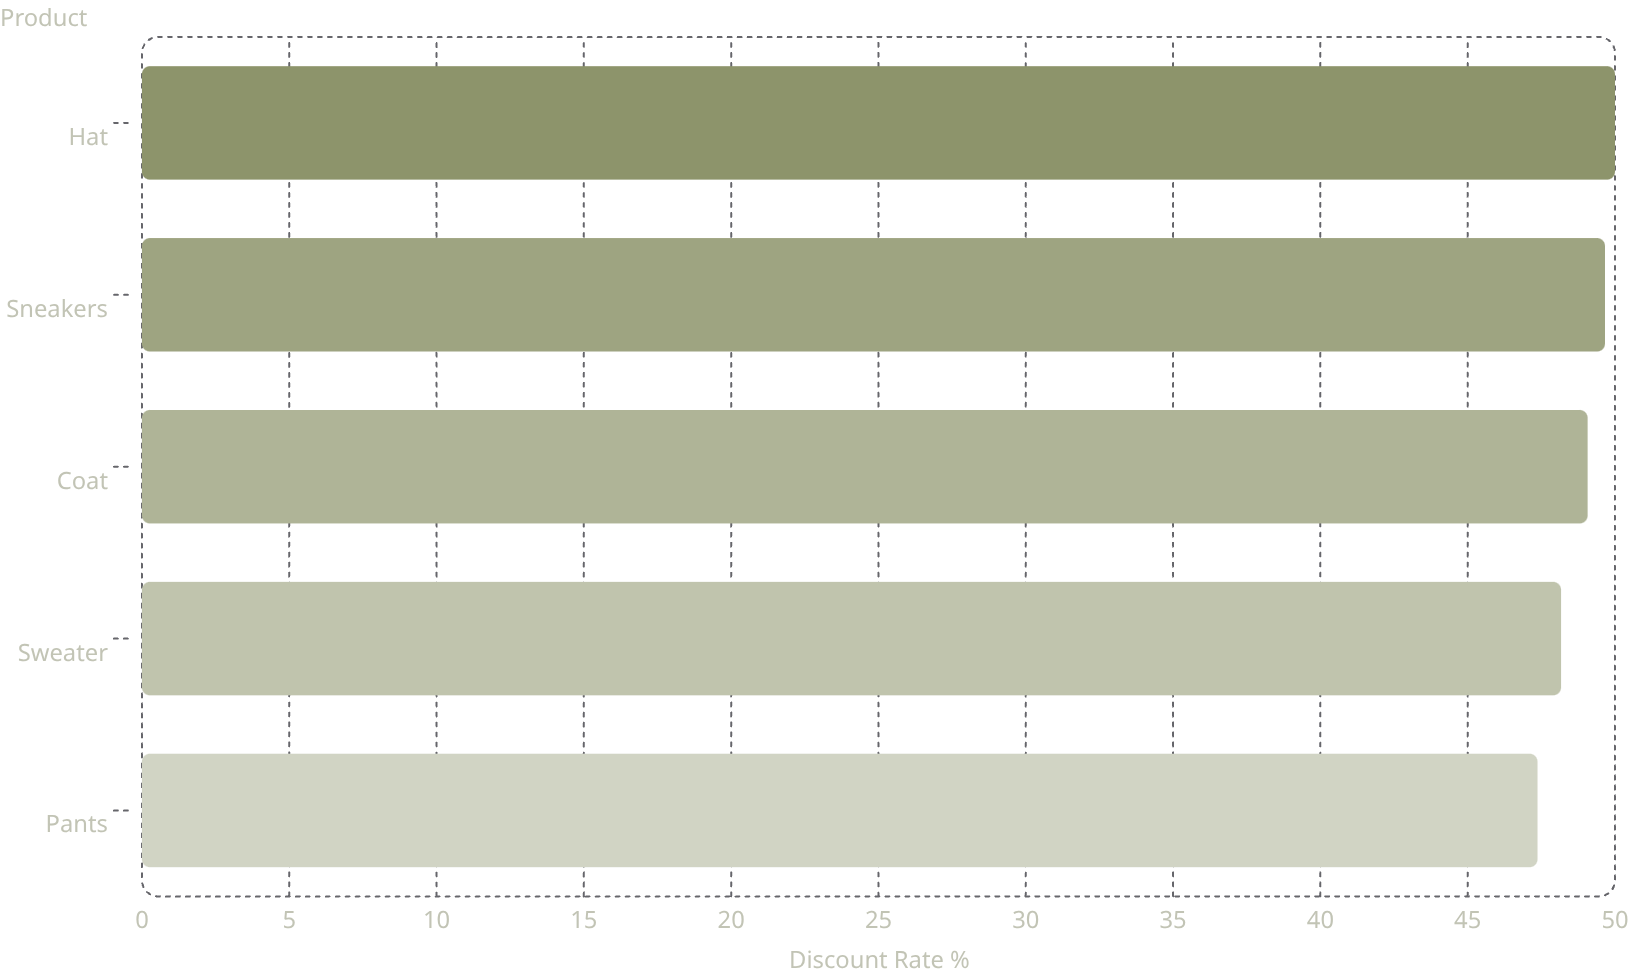 Product
Hat
Sneakers
Coat
Sweater
Pants
0 5 10 15 20 25 30 35 40 45 50
Discount Rate %